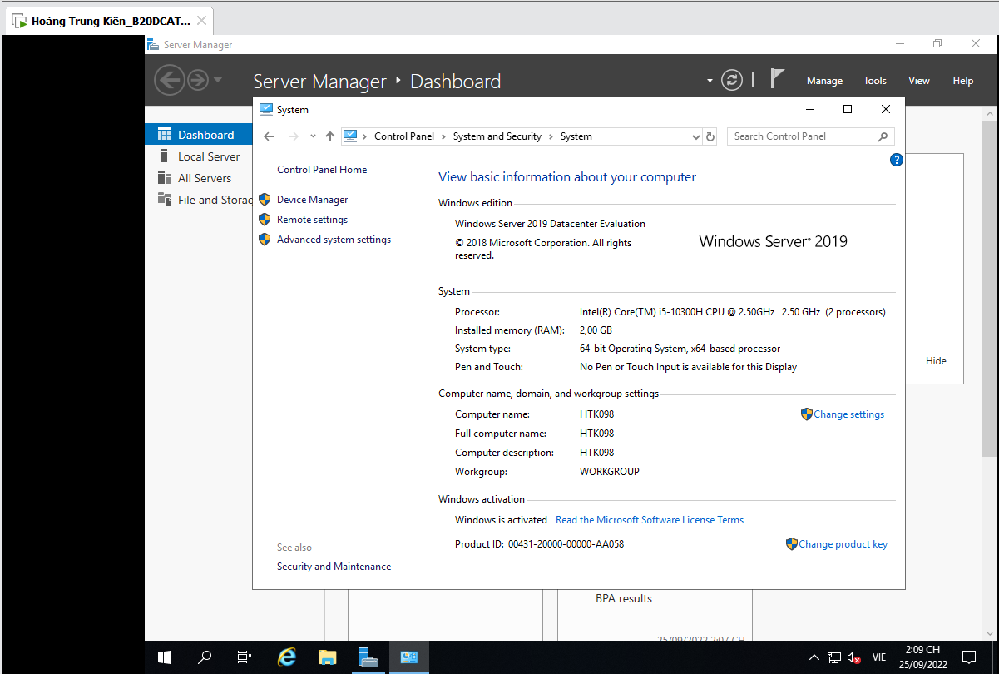 Hoàng Trung Kiên_B20DCAT...
Server Manager
Server Manager Dashboard
Manage Tools View Help
Dashboard
Local Server
All Servers
File and Storag
System
Control Panel System and Security System
Search Control Panel
Control Panel Home
Device Manager
Remote settings
Advanced system settings
See also
Security and Maintenance
?
View basic information about your computer
Windows edition
Windows Server 2019 Datacenter Evaluation
© 2018 Microsoft Corporation. All rights
reserved.
Windows Server® 2019
System
Processor: Intel(R) Core(TM) i5-10300H CPU @ 2.50GHz 2.50 GHz (2 processors)
Installed memory (RAM): 2,00 GB
System type: 64-bit Operating System, x64-based processor
Pen and Touch: No Pen or Touch Input is available for this Display
Computer name, domain, and workgroup settings
Computer name: HTK098
Change settings
Full computer name: HTK098
Computer description: HTK098
Workgroup: WORKGROUP
Windows activation
Windows is activated Read the Microsoft Software License Terms
Product ID: 00431-20000-00000-AA058
Change product key
Hide
BPA results
25/09/2022 2:07 CH
VIE
2:09 CH
25/09/2022